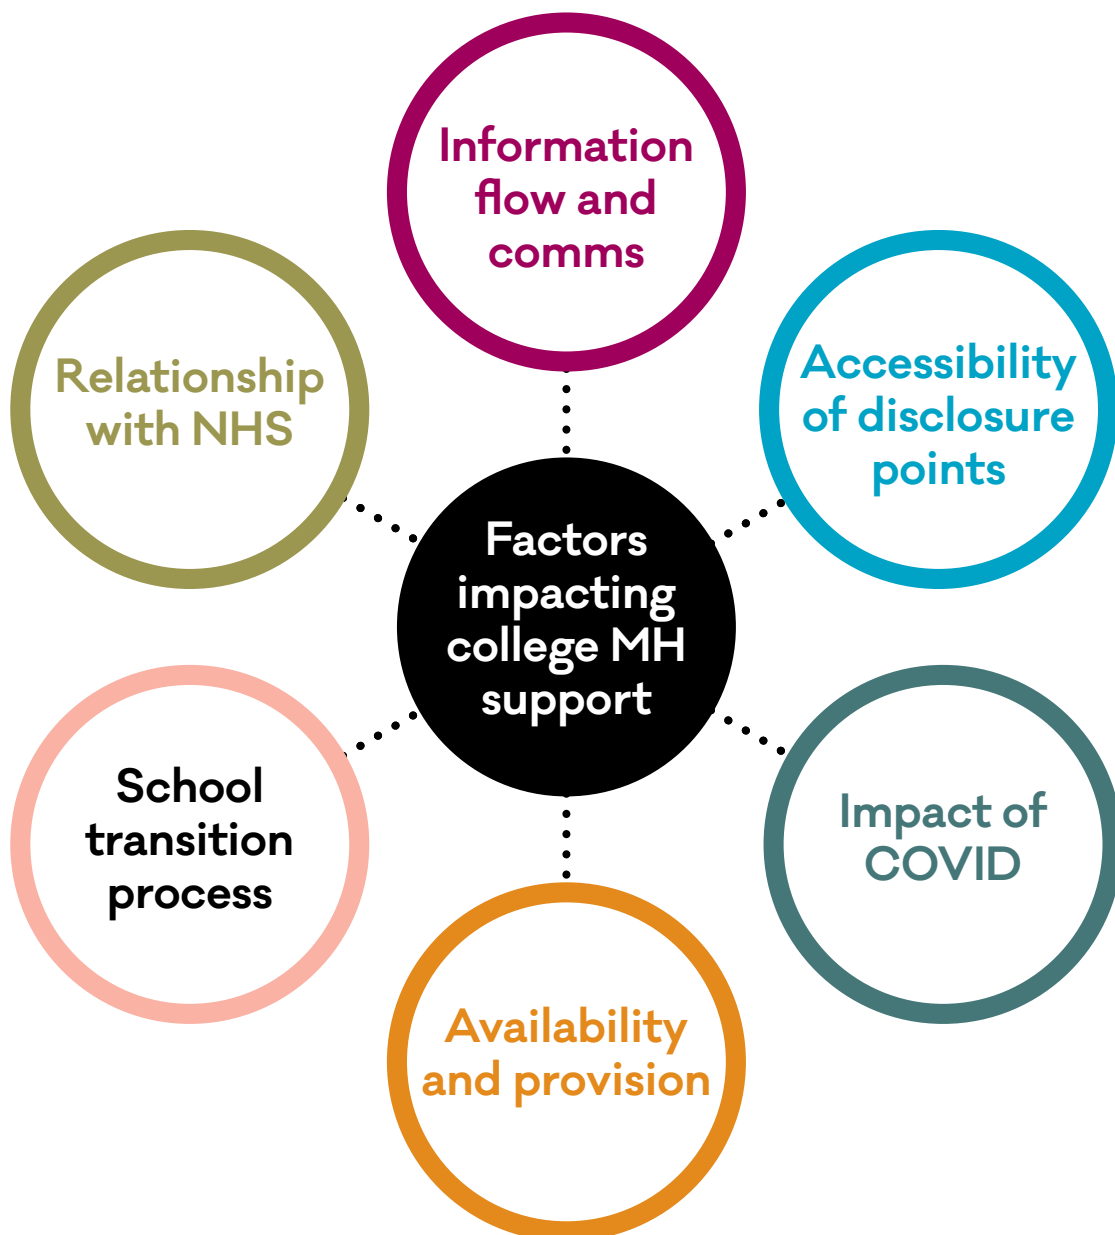 Information
flow and
comms
Accessibility
of disclosure
points
Relationship
with NHS
Factors
impacting
college MH
support
School
transition
process
Impact of
COVID
Availability
and provision